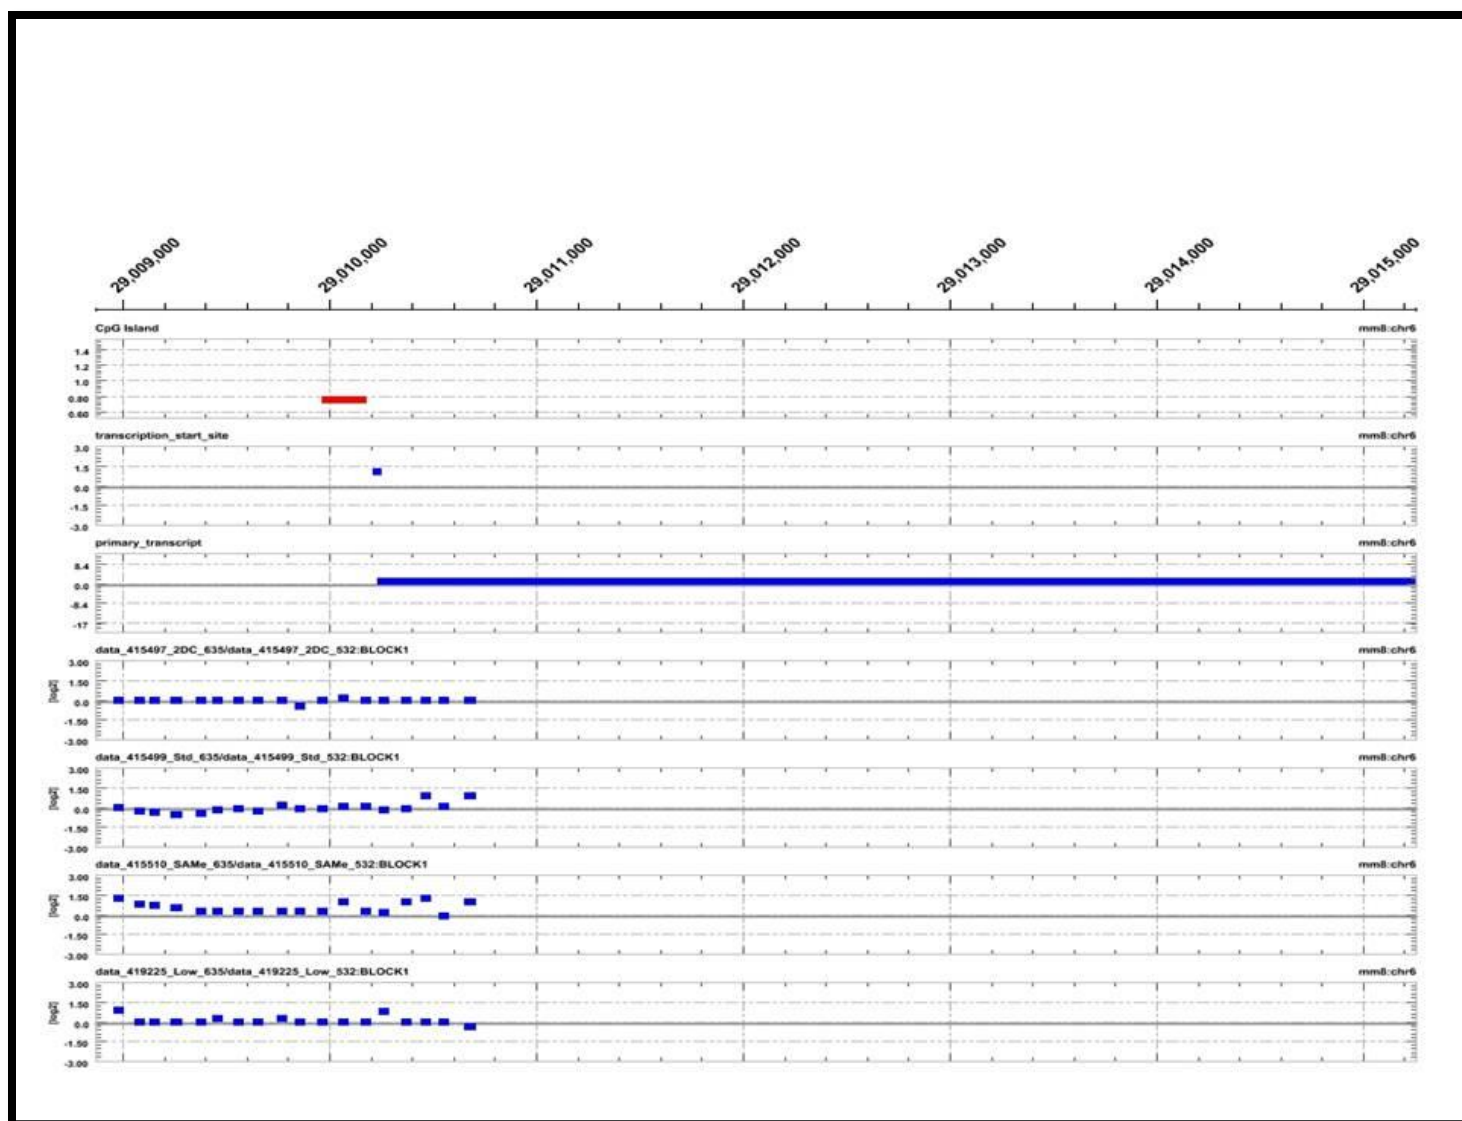 29,009,000 29,010,000 29,011,000 29,012,000 29,013,000 29,014,000 29,015,000
CpG Island mm8:chr6
1.4
1.2
1.0
0.80
0.60
transcription_start_site mm8:chr6
3.0
1.5
0.0
-1.5
-3.0
primary_transcript mm8:chr6
8.4
0.0
-8.4
-17
data_415497_2DC_635/data_415497_2DC_532:BLOCK1 mm8:chr6
3.00
1.50
[log2]
0.0
-1.50
-3.00
data_415499_Std_635/data_415499_Std_532:BLOCK1 mm8:chr6
3.00
1.50
[log2]
0.0
-1.50
-3.00
data_415510_SAMe_635/data_415510_SAMe_532:BLOCK1 mm8:chr6
3.00
1.50
[log2]
0.0
-1.50
-3.00
data_419225_Low_635/data_419225_Low_532:BLOCK1 mm8:chr6
3.00
1.50
[log2]
0.0
-1.50
-3.00